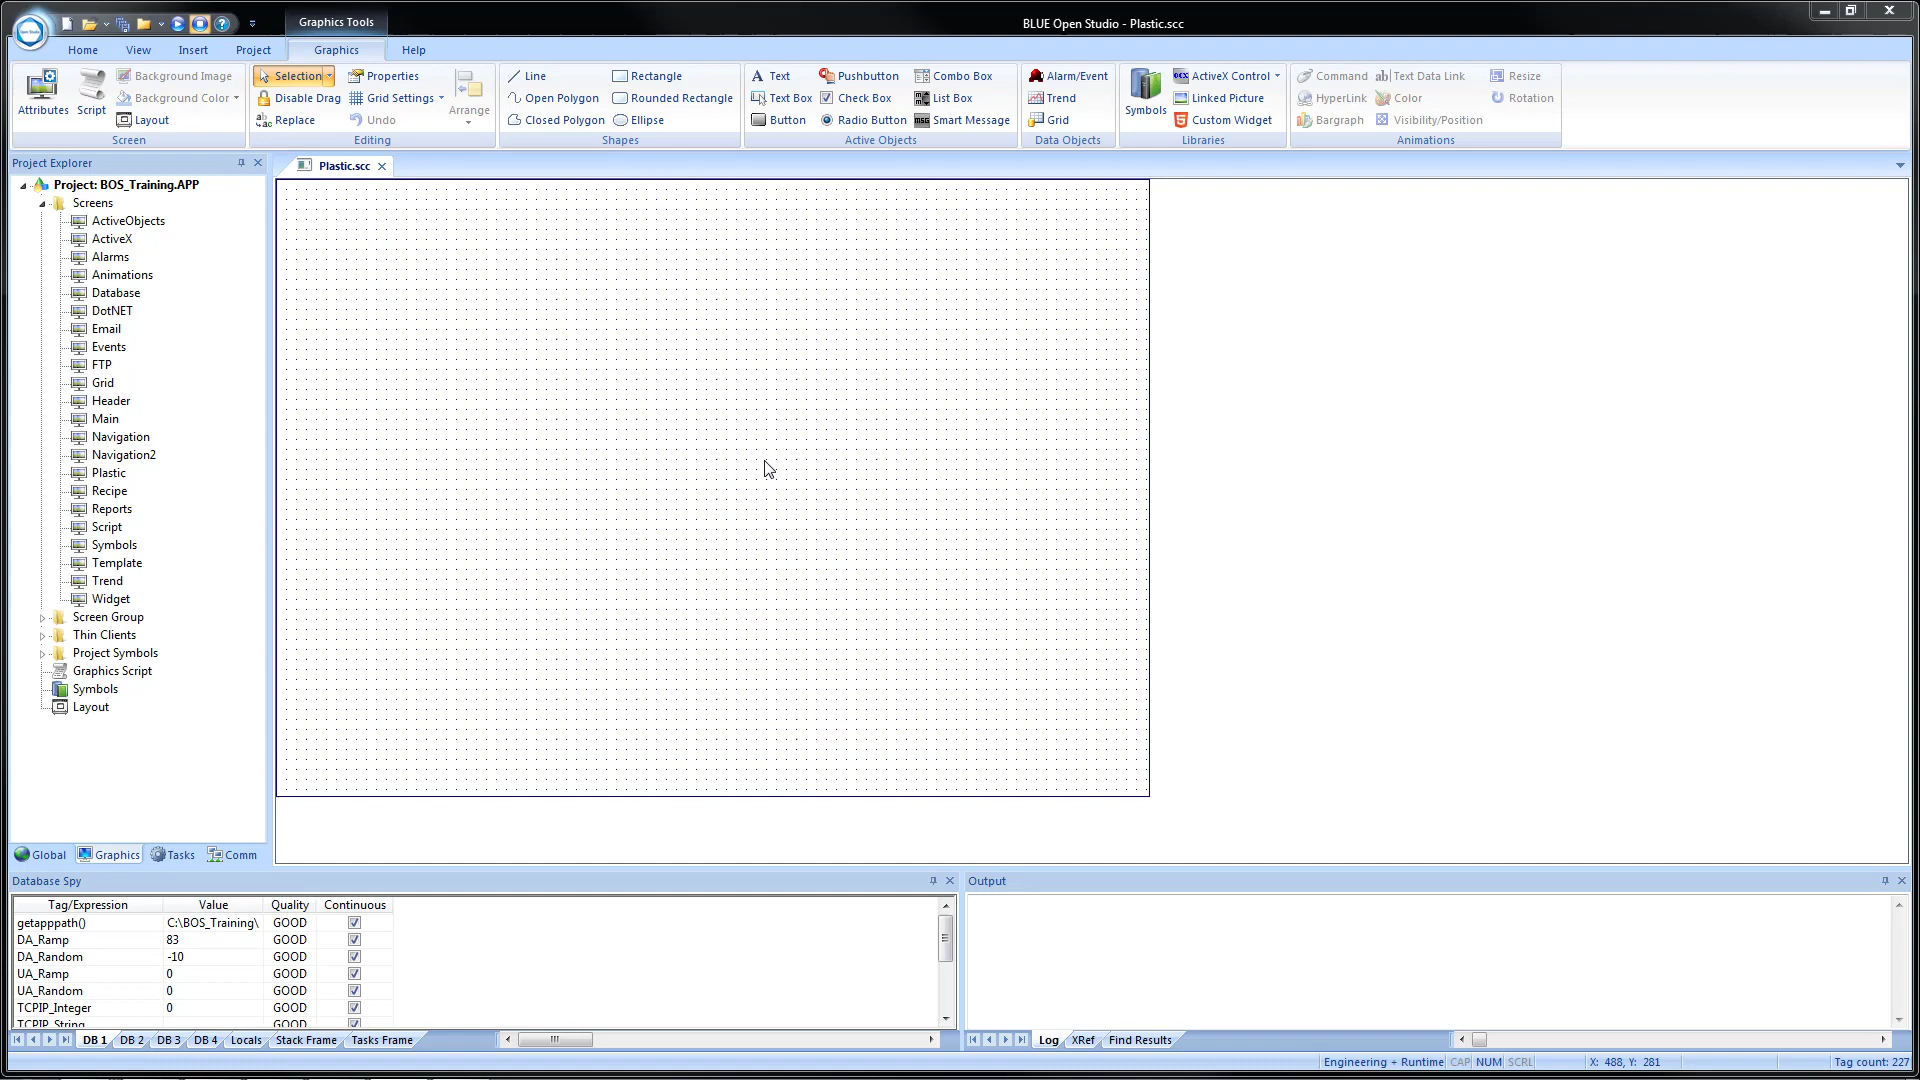 Graphics Tools
BLUE Open Studio - Plastic.scc
Home View Insert Project Graphics Help
Attributes Script Background Image Background Color Layout Screen
Selection Disable Drag Replace Properties Grid Settings Undo Arrange Editing
Line Open Polygon Closed Polygon Rectangle Rounded Rectangle Ellipse Shapes
Text Text Box Button Pushbutton Check Box Radio Button Combo Box List Box Smart Message Active Objects
Alarm/Event Trend Grid Data Objects
Symbols ActiveX Control Linked Picture Custom Widget Libraries
Command HyperLink Bargraph Text Data Link Color Visibility/Position Resize Rotation Animations
Project Explorer
Plastic.scc
Project: BOS_Training.APP
Screens
ActiveObjects
ActiveX
Alarms
Animations
Database
DotNET
Email
Events
FTP
Grid
Header
Main
Navigation
Navigation2
Plastic
Recipe
Reports
Script
Symbols
Template
Trend
Widget
Screen Group
Thin Clients
Project Symbols
Graphics Script
Symbols
Layout
Global Graphics Tasks Comm
Database Spy
Tag/Expression Value Quality Continuous
getapppath() C:\BOS_Training\ GOOD
DA_Ramp 83 GOOD
DA_Random -10 GOOD
UA_Ramp 0 GOOD
UA_Random 0 GOOD
TCPIP_Integer 0 GOOD
TCPIP_String GOOD
DB 1 DB 2 DB 3 DB 4 Locals Stack Frame Tasks Frame
Output
Log XRef Find Results
Engineering + Runtime CAP NUM SCRL X: 488, Y: 281 Tag count: 227